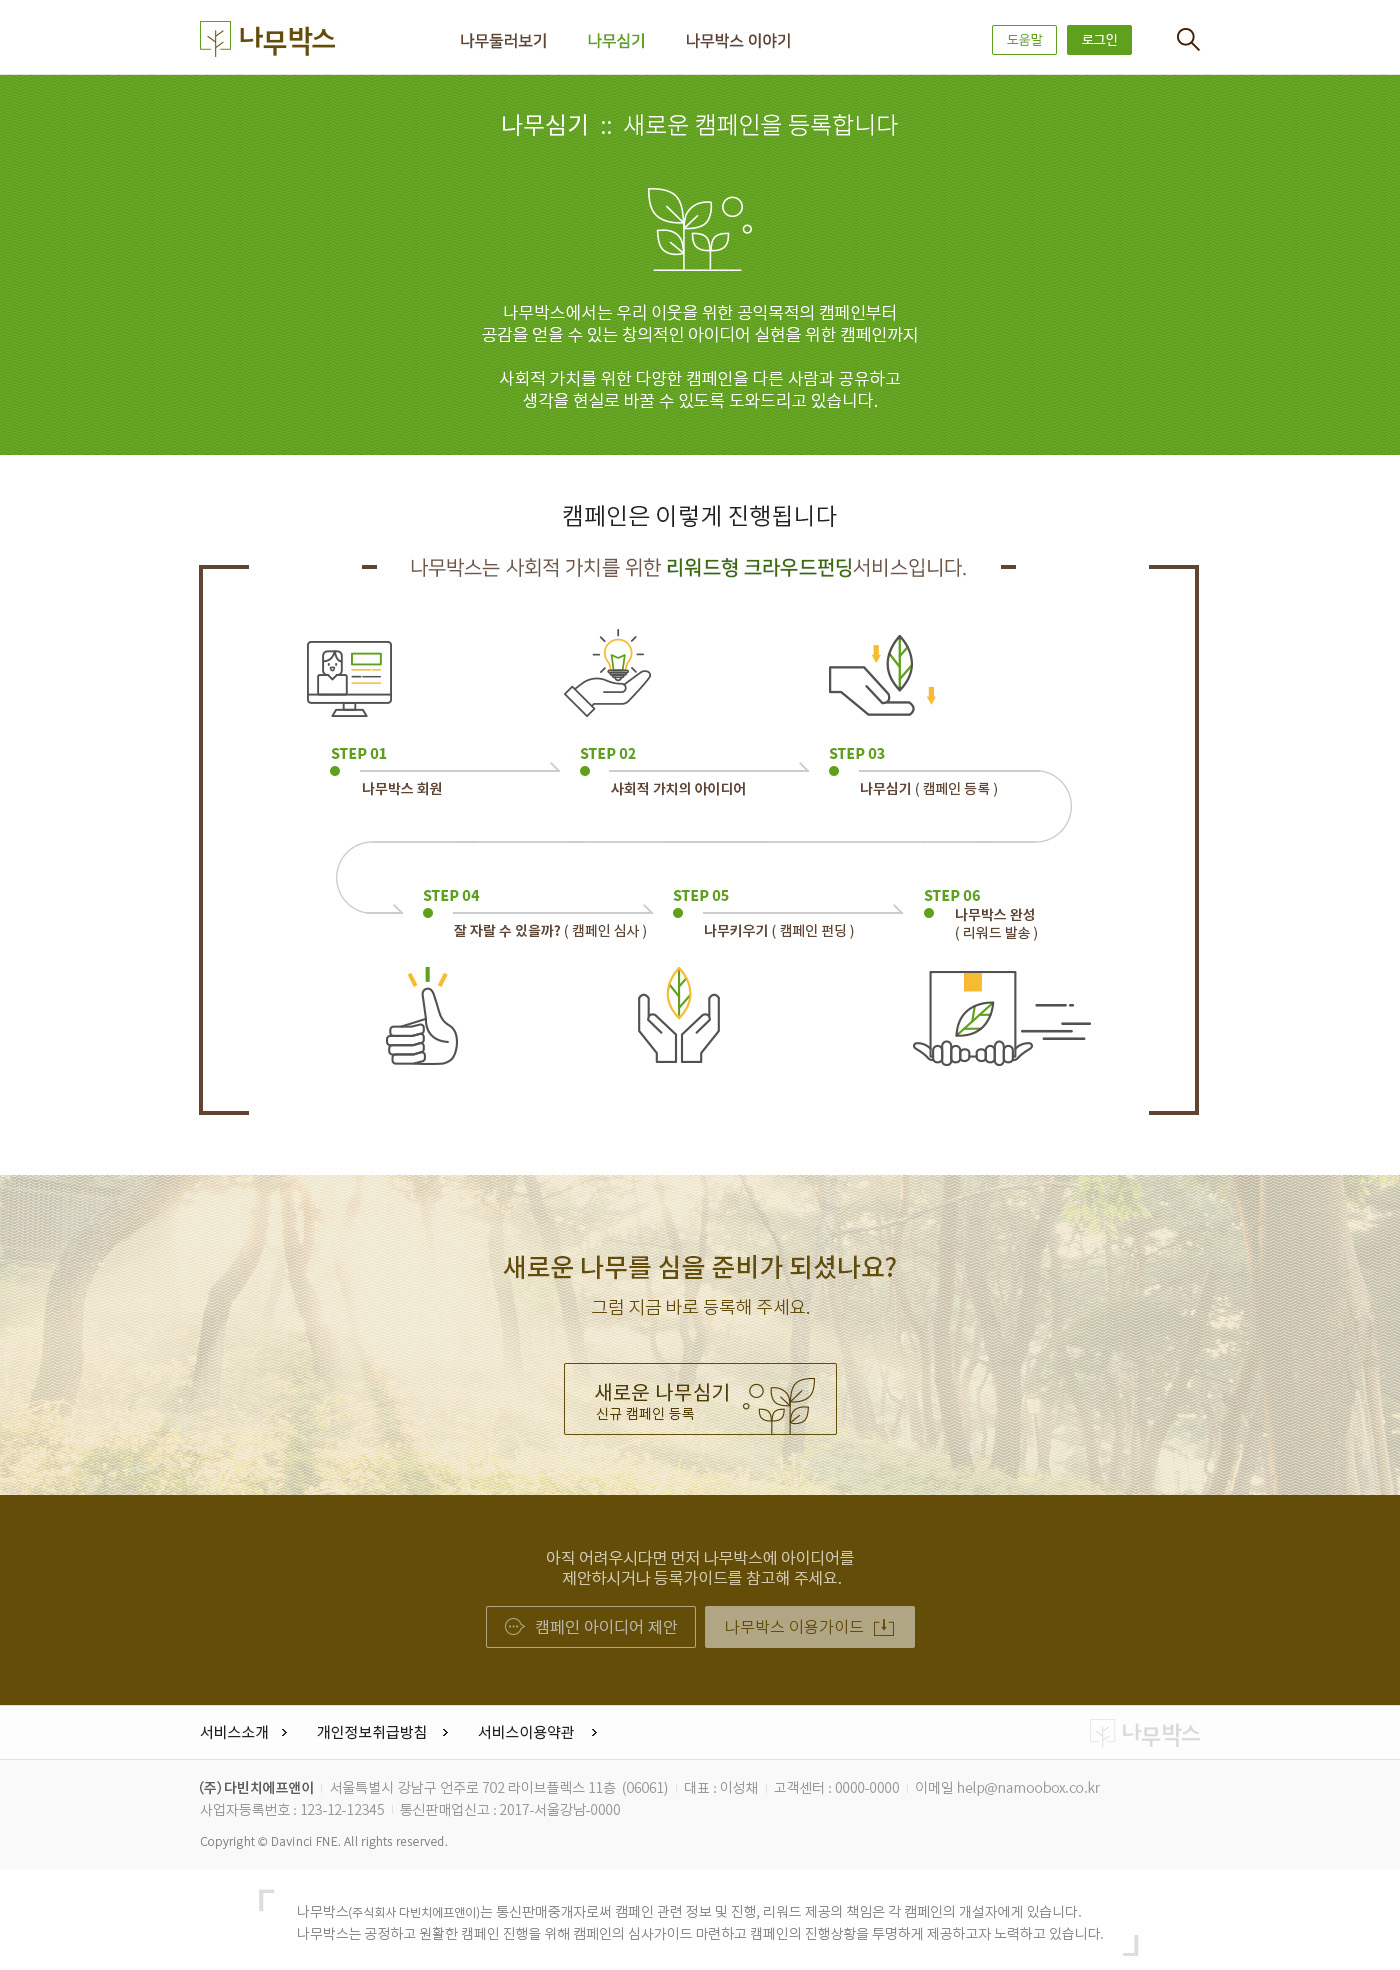 나무박스
나무둘러보기 나무심기 나무박스 이야기 도움말 로그인
나무심기 :: 새로운 캠페인을 등록합니다
나무박스에서는 우리 이웃을 위한 공익목적의 캠페인부터
공감을 얻을 수 있는 창의적인 아이디어 실현을 위한 캠페인까지
사회적 가치를 위한 다양한 캠페인을 다른 사람과 공유하고
생각을 현실로 바꿀 수 있도록 도와드리고 있습니다.
캠페인은 이렇게 진행됩니다
나무박스는 사회적 가치를 위한 리워드형 크라우드펀딩서비스입니다.
STEP 01
나무박스 회원
STEP 02
사회적 가치의 아이디어
STEP 03
나무심기 ( 캠페인 등록 )
STEP 04
잘 자랄 수 있을까? ( 캠페인 심사 )
STEP 05
나무키우기 ( 캠페인 펀딩 )
STEP 06
나무박스 완성
( 리워드 발송 )
새로운 나무를 심을 준비가 되셨나요?
그럼 지금 바로 등록해 주세요.
새로운 나무심기
신규 캠페인 등록
아직 어려우시다면 먼저 나무박스에 아이디어를
제안하시거나 등록가이드를 참고해 주세요.
캠페인 아이디어 제안
나무박스 이용가이드
서비스소개 개인정보취급방침 서비스이용약관 나무박스
(주) 다빈치에프앤이 서울특별시 강남구 언주로 702 라이브플렉스 11층 (06061) 대표 : 이성채 고객센터 : 0000-0000 이메일 help@namoobox.co.kr
사업자등록번호 : 123-12-12345 통신판매업신고 : 2017-서울강남-0000
Copyright © Davinci FNE. All rights reserved.
나무박스(주식회사 다빈치에프앤이)는 통신판매중개자로써 캠페인 관련 정보 및 진행, 리워드 제공의 책임은 각 캠페인의 개설자에게 있습니다.
나무박스는 공정하고 원활한 캠페인 진행을 위해 캠페인의 심사가이드 마련하고 캠페인의 진행상황을 투명하게 제공하고자 노력하고 있습니다.